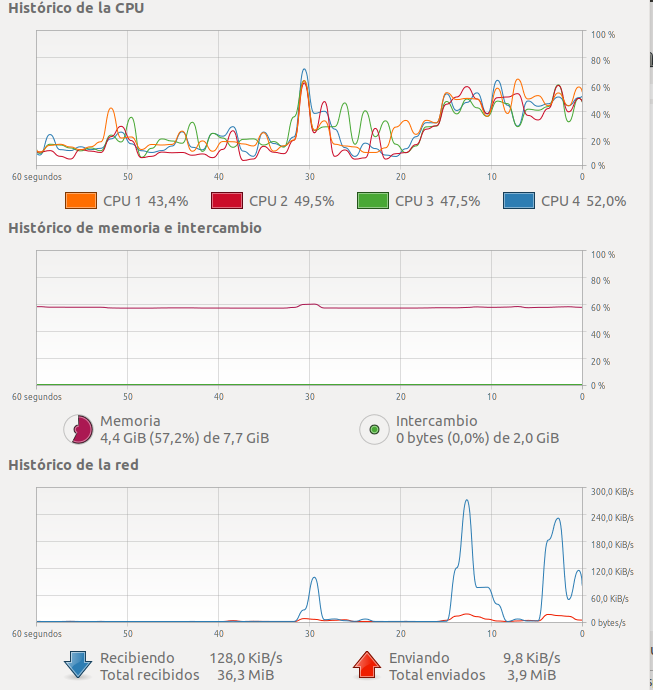 Histórico de la CPU
100 %
80 %
60 %
40 %
20 %
0 %
60 segundos 50 40 30 20 10 0
CPU 1 43,4% CPU 2 49,5% CPU 3 47,5% CPU 4 52,0%
Histórico de memoria e intercambio
100 %
80 %
60 %
40 %
20 %
0 %
60 segundos 50 40 30 20 10 0
Memoria
4,4 GiB (57,2%) de 7,7 GiB
Intercambio
0 bytes (0,0%) de 2,0 GiB
Histórico de la red
300,0 KiB/s
240,0 KiB/s
180,0 KiB/s
120,0 KiB/s
60,0 KiB/s
0 bytes/s
60 segundos 50 40 30 20 10 0
Recibiendo 128,0 KiB/s
Total recibidos 36,3 MiB
Enviando 9,8 KiB/s
Total enviados 3,9 MiB